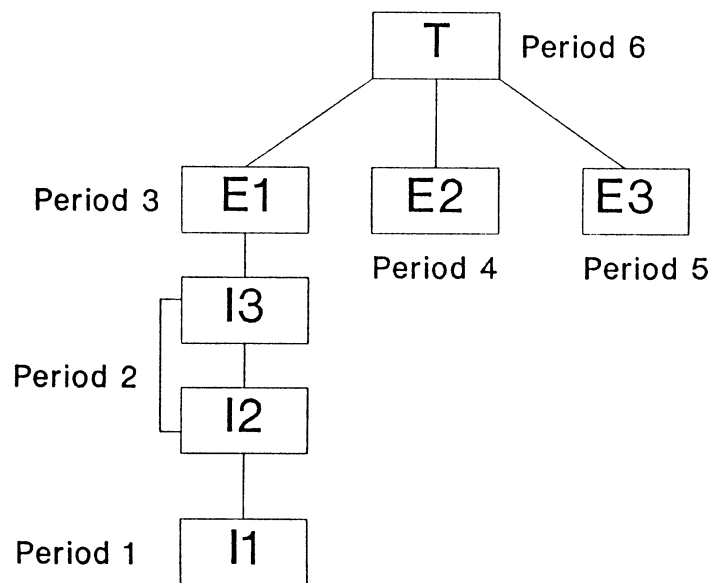 T
Period 6
Period 3
E1
E2
E3
Period 4
Period 5
I3
Period 2
I2
Period 1
I1